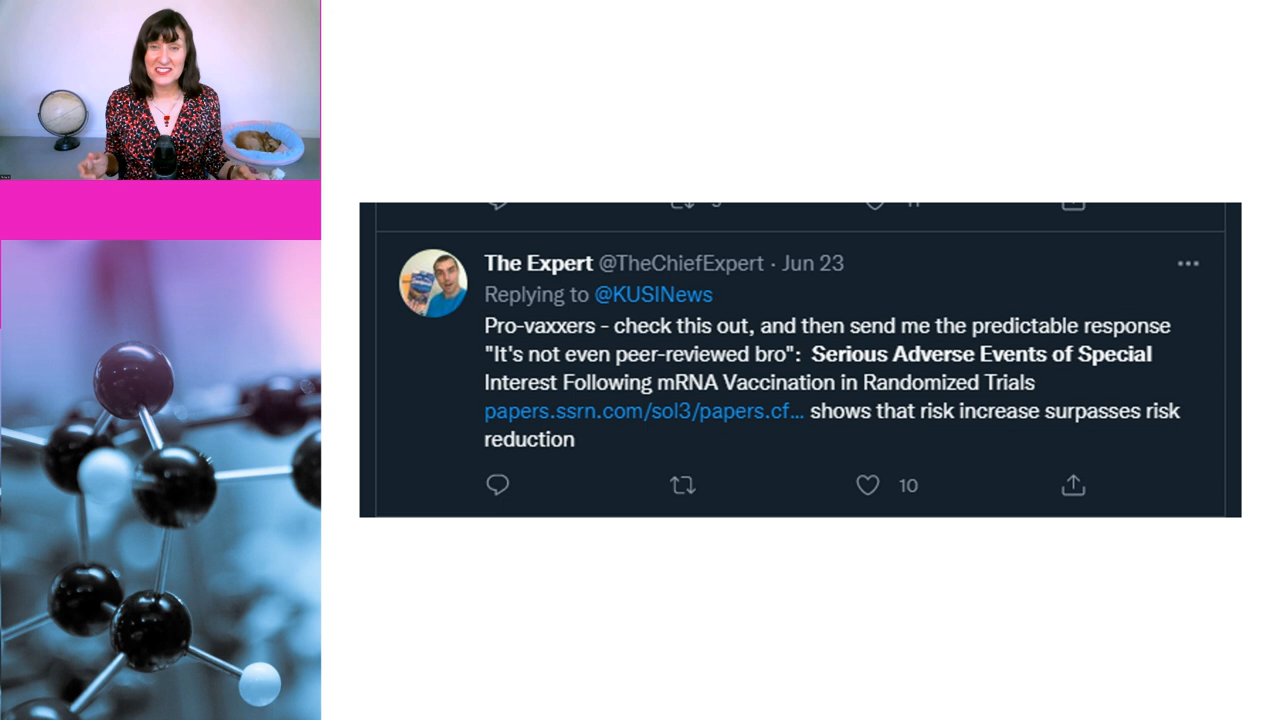 The Expert @TheChiefExpert · Jun 23
Replying to @KUSINews
Pro-vaxxers - check this out, and then send me the predictable response
"It's not even peer-reviewed bro": Serious Adverse Events of Special
Interest Following mRNA Vaccination in Randomized Trials
papers.ssrn.com/sol3/papers.cf... shows that risk increase surpasses risk
reduction
10